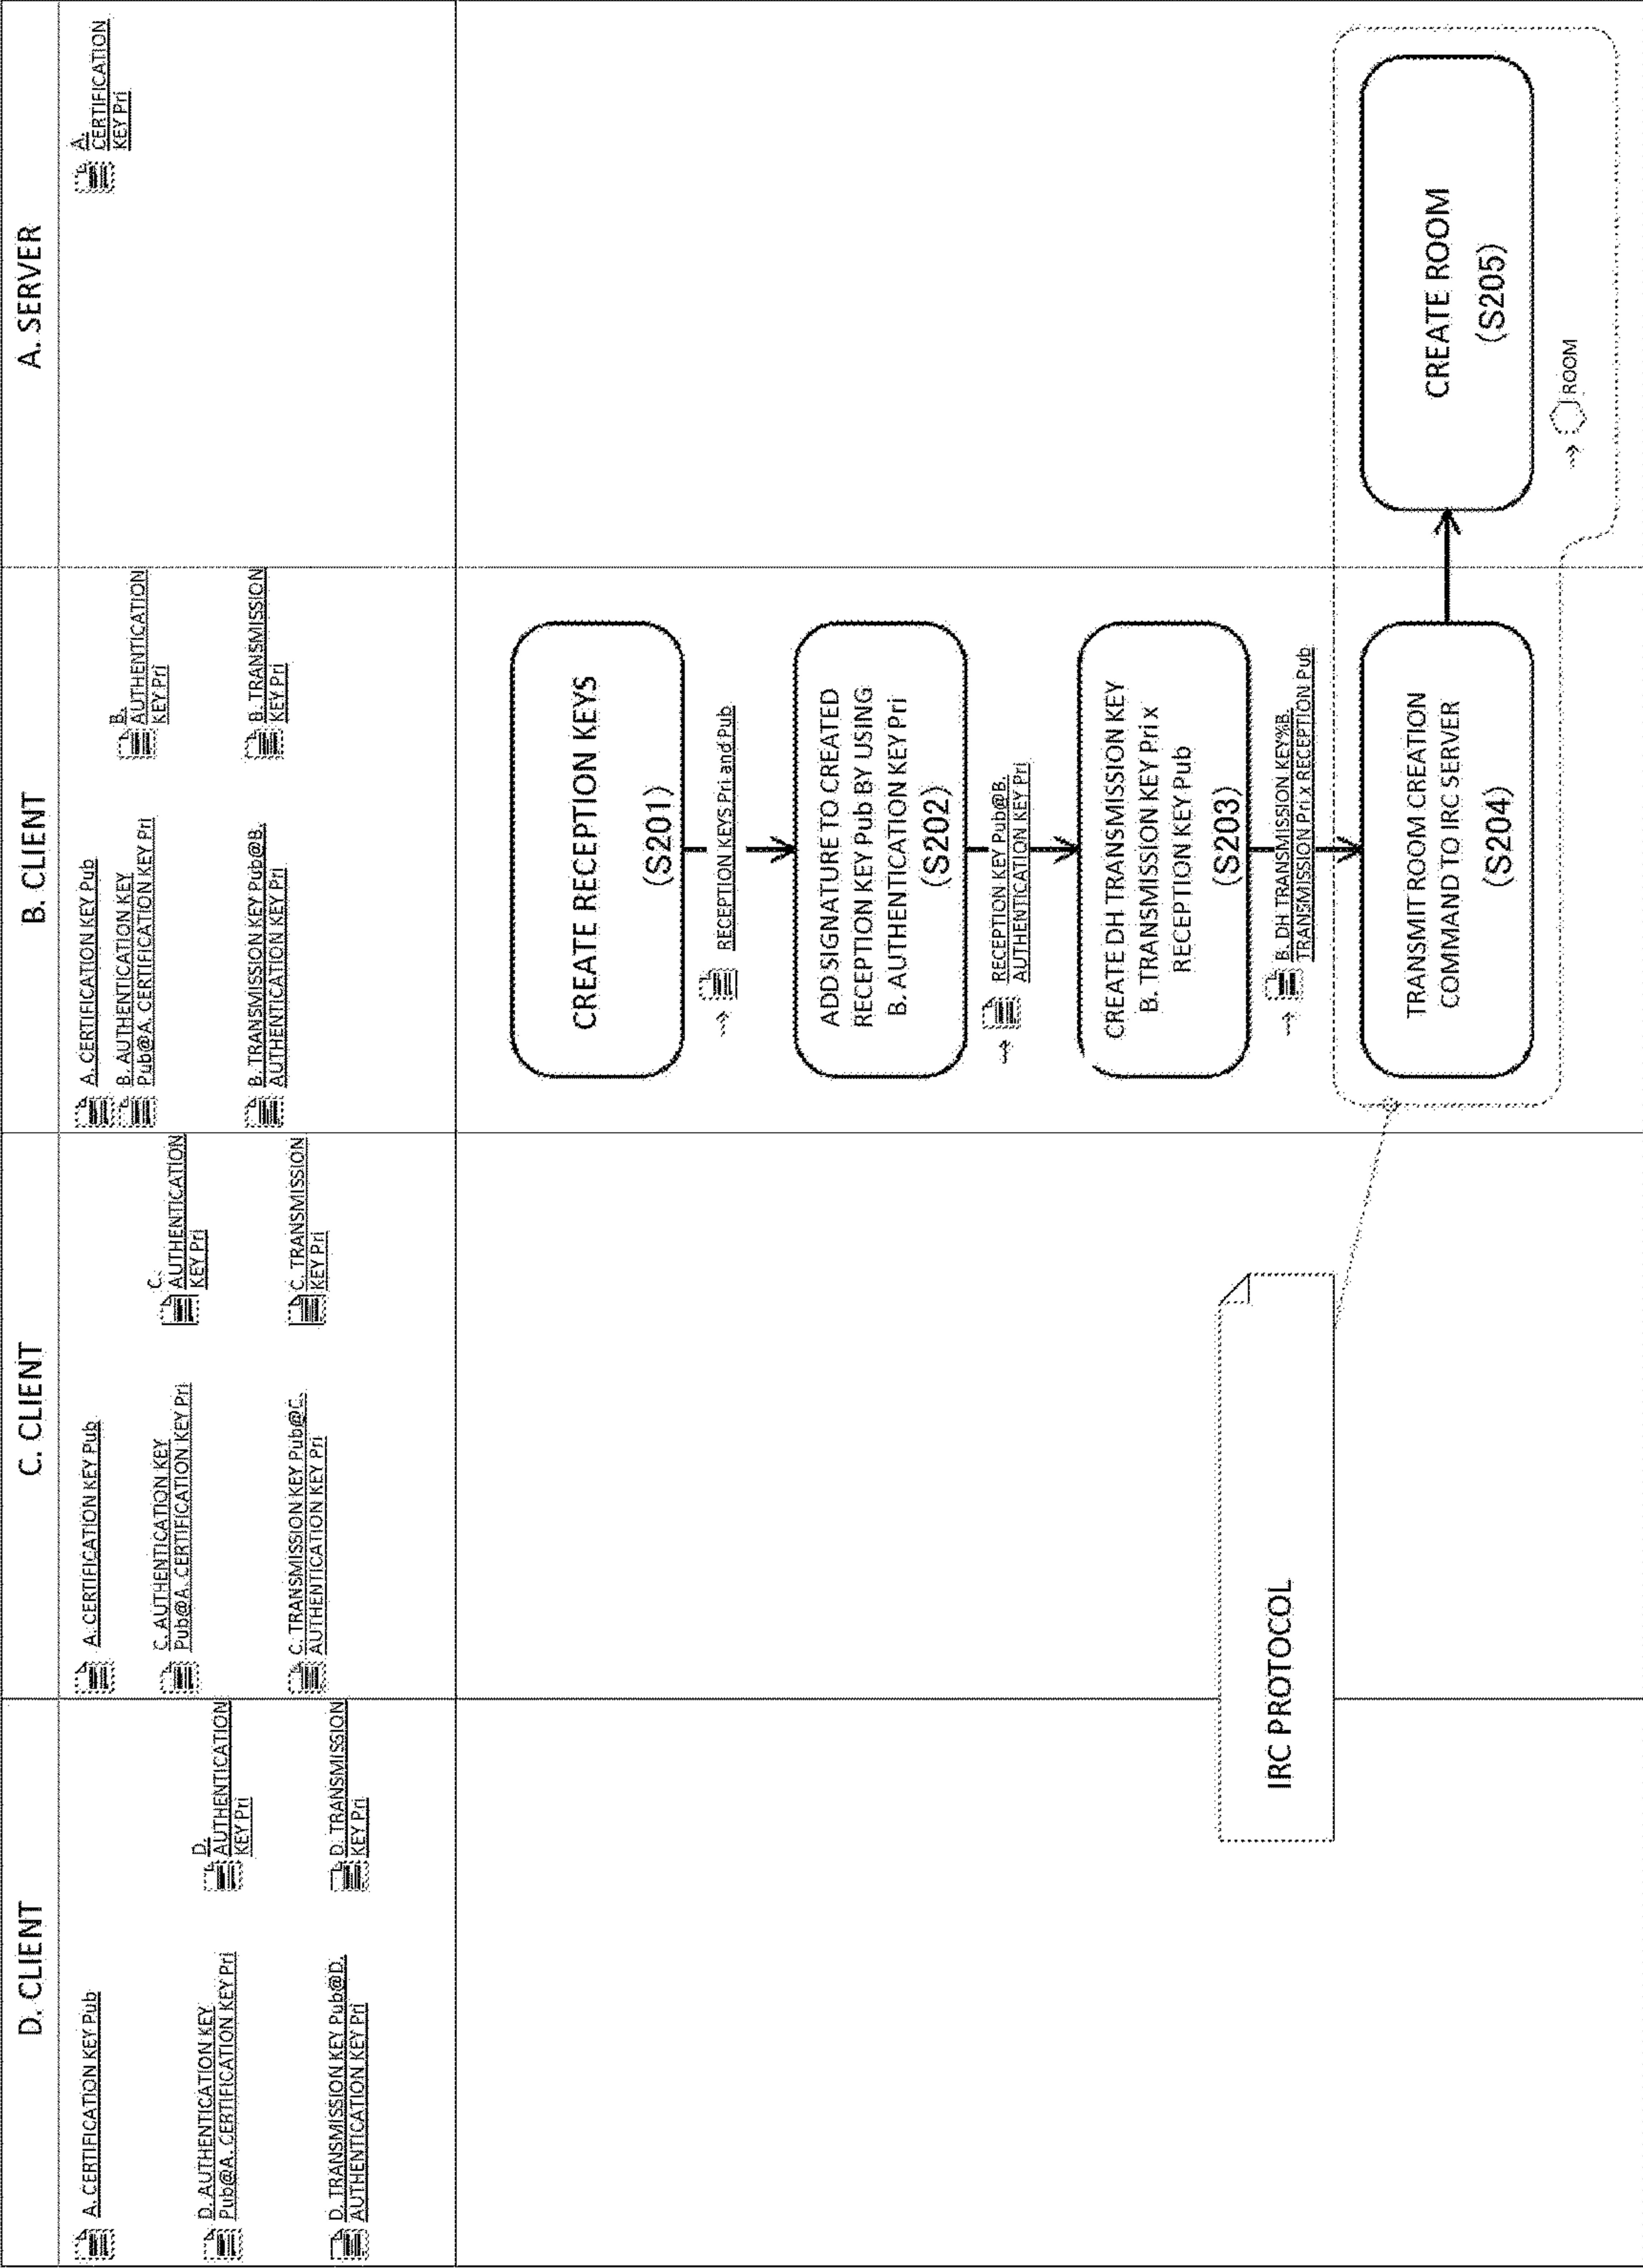 D. CLIENT
C. CLIENT
B. CLIENT
A. SERVER
A. CERTIFICATION KEY Pub
D. AUTHENTICATION KEY
Pub@A. CERTIFICATION KEY Pri
D.
AUTHENTICATION
KEY Pri
D. TRANSMISSION KEY Pub@D.
AUTHENTICATION KEY Pri
D. TRANSMISSION
KEY Pri
A. CERTIFICATION KEY Pub
C. AUTHENTICATION KEY
Pub@A. CERTIFICATION KEY Pri
C.
AUTHENTICATION
KEY Pri
C. TRANSMISSION KEY Pub@C.
AUTHENTICATION KEY Pri
C. TRANSMISSION
KEY Pri
A. CERTIFICATION KEY Pub
B. AUTHENTICATION KEY
Pub@A. CERTIFICATION KEY Pri
B.
AUTHENTICATION
KEY Pri
B. TRANSMISSION KEY Pub@B.
AUTHENTICATION KEY Pri
B. TRANSMISSION
KEY Pri
A.
CERTIFICATION
KEY Pri
CREATE RECEPTION KEYS
(S201)
RECEPTION KEYS Pri and Pub
ADD SIGNATURE TO CREATED
RECEPTION KEY Pub BY USING
B. AUTHENTICATION KEY Pri
(S202)
RECEPTION KEY Pub@B.
AUTHENTICATION KEY Pri
CREATE DH TRANSMISSION KEY
B. TRANSMISSION KEY Pri x
RECEPTION KEY Pub
(S203)
B. DH TRANSMISSION KEY%B.
TRANSMISSION Pri x RECEPTION Pub
IRC PROTOCOL
TRANSMIT ROOM CREATION
COMMAND TO IRC SERVER
(S204)
CREATE ROOM
(S205)
ROOM